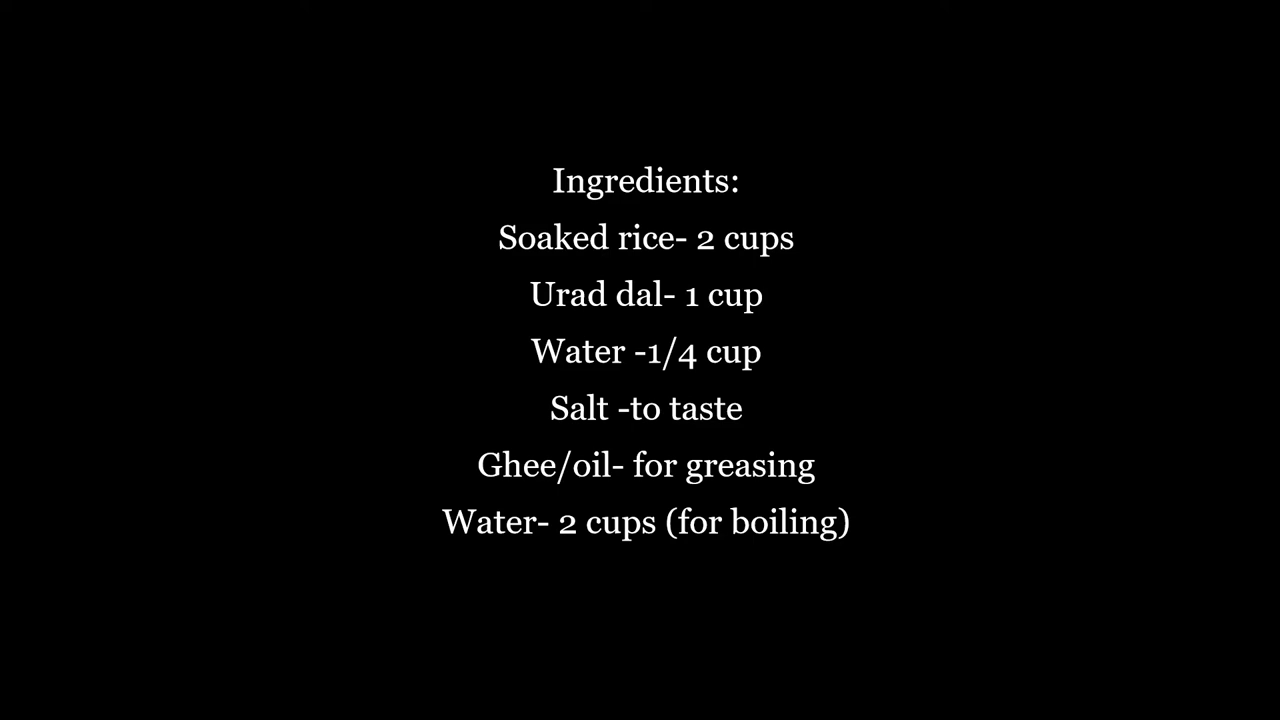 Ingredients:
Soaked rice- 2 cups
Urad dal- 1 cup
Water -1/4 cup
Salt -to taste
Ghee/oil- for greasing
Water- 2 cups (for boiling)